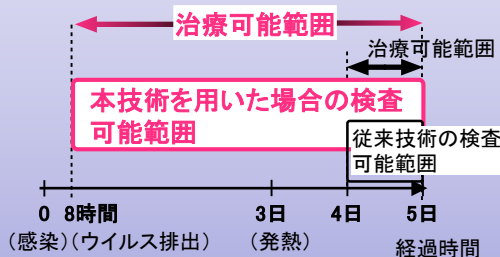 治療可能範囲
治療可能範囲
本技術を用いた場合の検査
可能範囲
従来技術の検査
可能範囲
0 8時間 3日 4日 5日
(感染)(ウイルス排出) (発熱)
経過時間